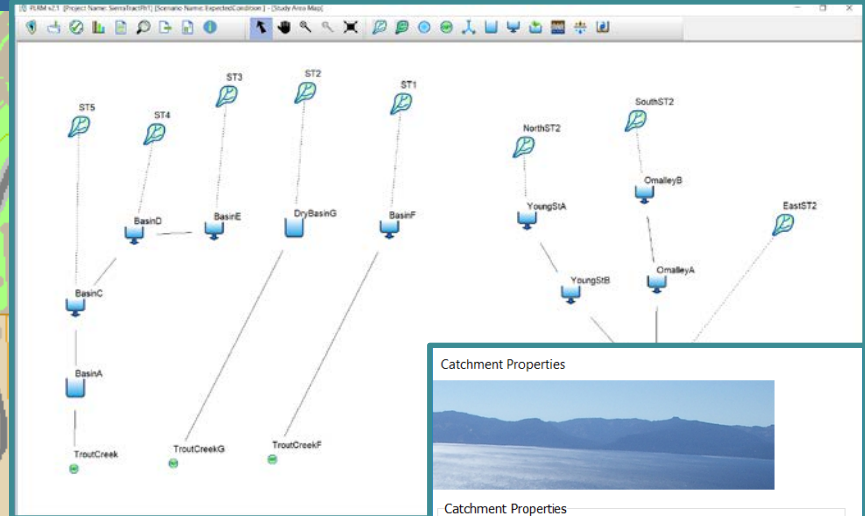 PLRM v2.1 [Project Name: SierraTractPlr1] [Scenario Name: ExpectedCondition ] - [Study Area Map]
ST5
ST4
ST3
ST2
ST1
NorthST2
SouthST2
EastST2
BasinD
BasinE
DryBasinG
BasinF
YoungStA
OmalleyB
BasinC
YoungStB
OmalleyA
BasinA
TroutCreek
TroutCreekG
TroutCreekF
Catchment Properties
Catchment Properties